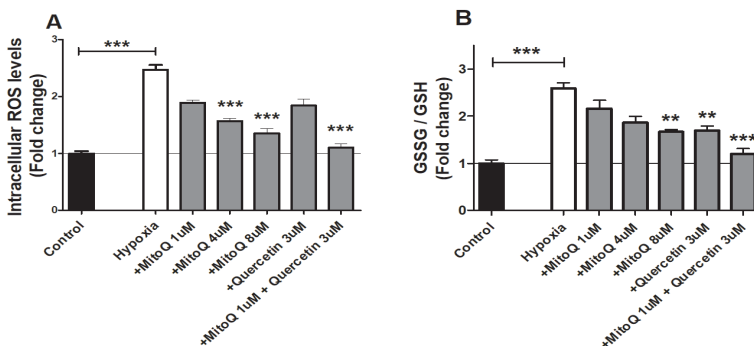 A
Intracellular ROS levels
(Fold change)
3
2
1
0
***
***
***
***
Control
Hypoxia
+MitoQ 1uM
+MitoQ 4uM
+MitoQ 8uM
+Quercetin 3uM
+MitoQ 1uM + Quercetin 3uM
B
GSSG / GSH
(Fold change)
3
2
1
0
***
**
**
***
Control
Hypoxia
+MitoQ 1uM
+MitoQ 4uM
+MitoQ 8uM
+Quercetin 3uM
+MitoQ 1uM + Quercetin 3uM